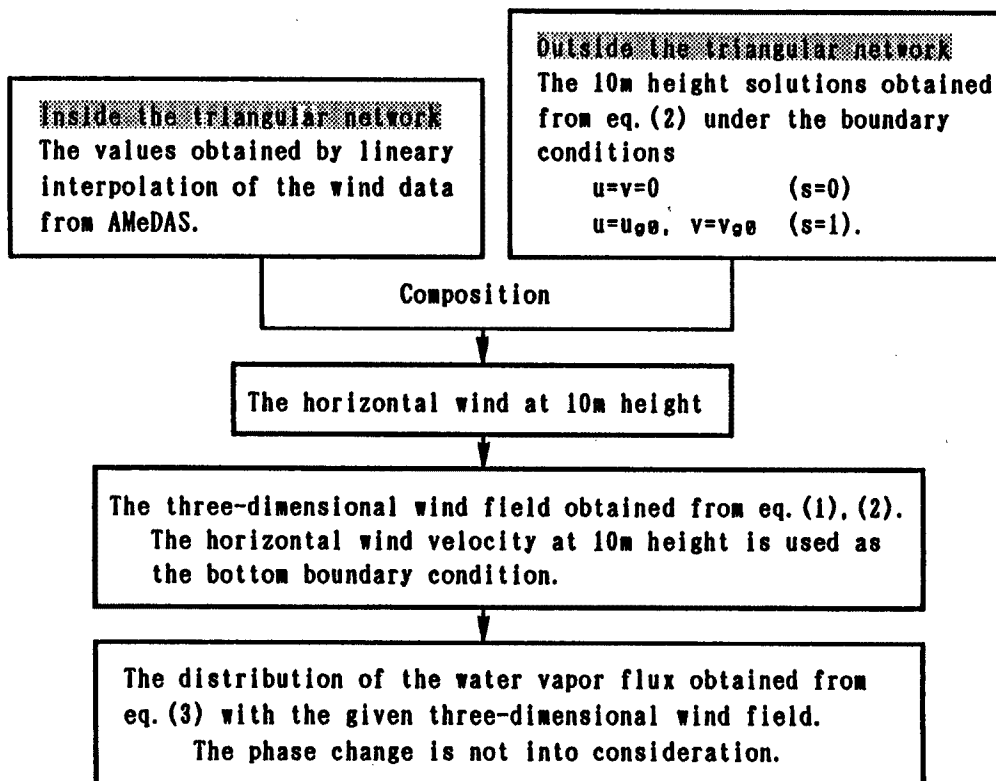 Inside the triangular network
The values obtained by lineary
interpolation of the wind data
from AMeDAS.
Outside the triangular network
The 10m height solutions obtained
from eq.(2) under the boundary
conditions
u=v=0 (s=0)
u=ug0, v=vg0 (s=1).
Composition
The horizontal wind at 10m height
The three-dimensional wind field obtained from eq.(1),(2).
The horizontal wind velocity at 10m height is used as
the bottom boundary condition.
The distribution of the water vapor flux obtained from
eq.(3) with the given three-dimensional wind field.
The phase change is not into consideration.